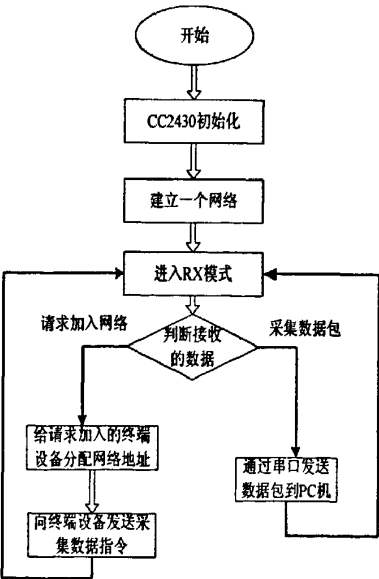 开始
CC2430初始化
建立一个网络
进入RX模式
请求加入网络
判断接收
的数据
采集数据包
给请求加入的终端
设备分配网络地址
通过串口发送
数据包到PC机
向终端设备发送采
集数据指令